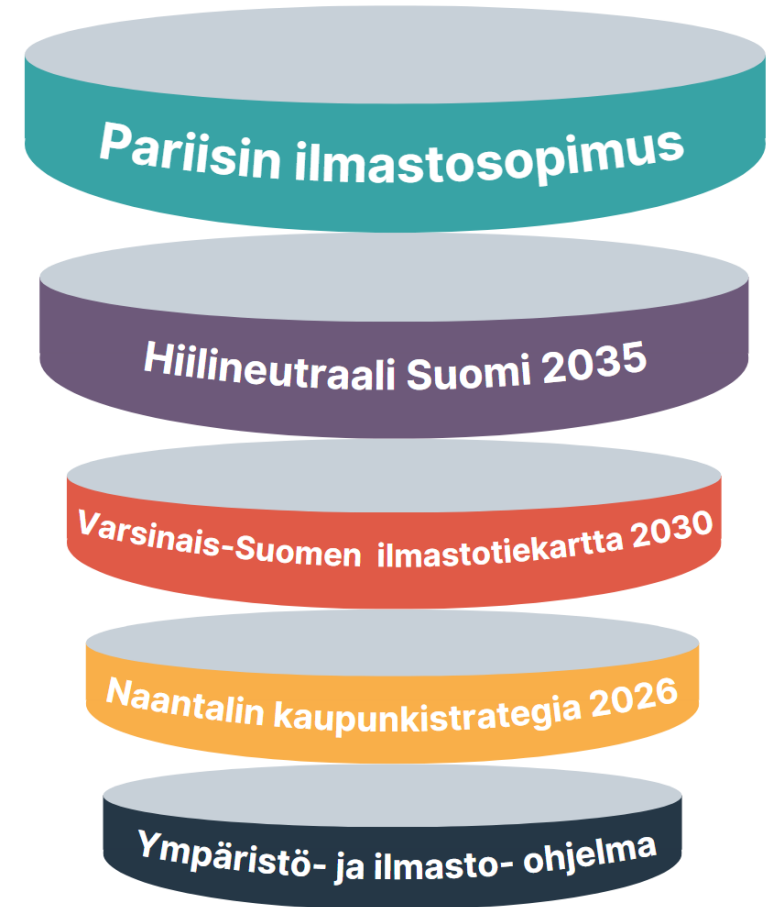 Pariisin ilmastosopimus
Hiilineutraali Suomi 2035
Varsinais-Suomen ilmastotiekartta 2030
Naantalin kaupunkistrategia 2026
Ympäristö- ja ilmasto- ohjelma